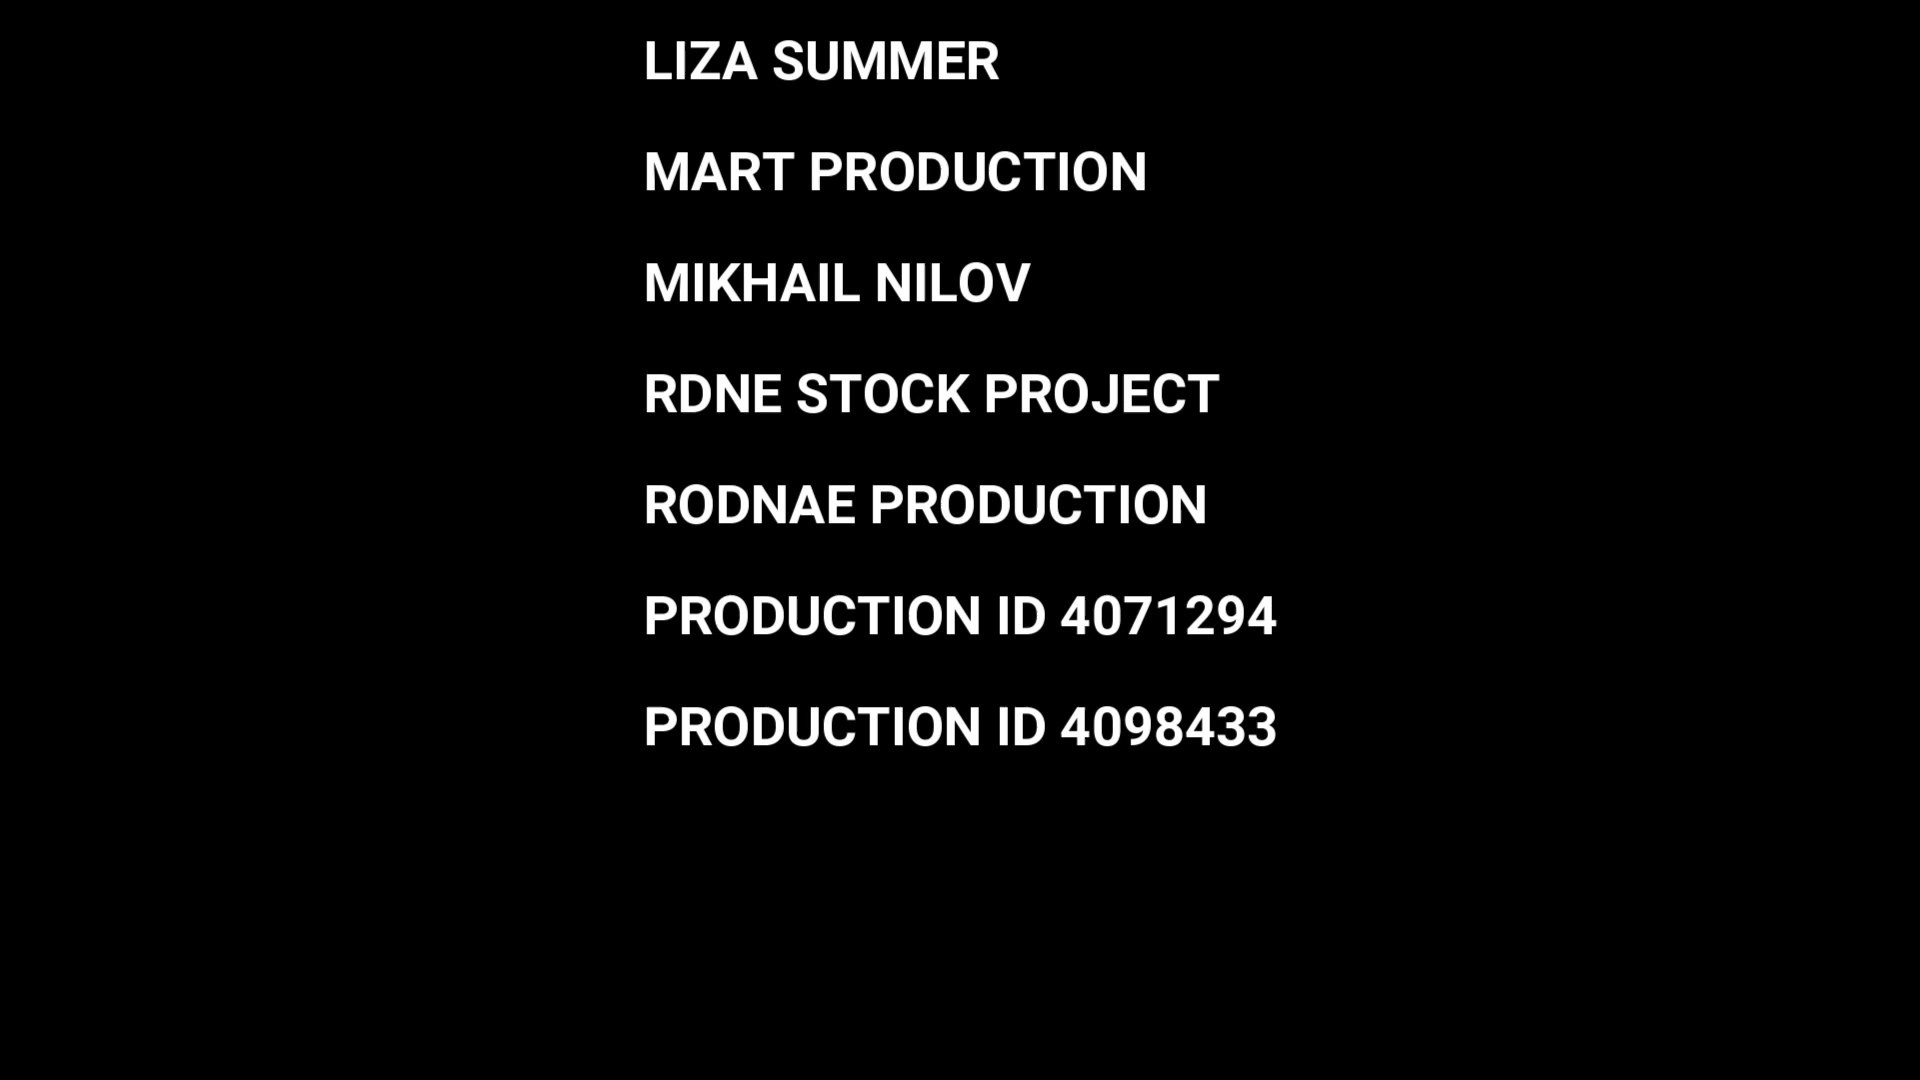 LIZA SUMMER
MART PRODUCTION
MIKHAIL NILOV
RDNE STOCK PROJECT
RODNAE PRODUCTION
PRODUCTION ID 4071294
PRODUCTION ID 4098433